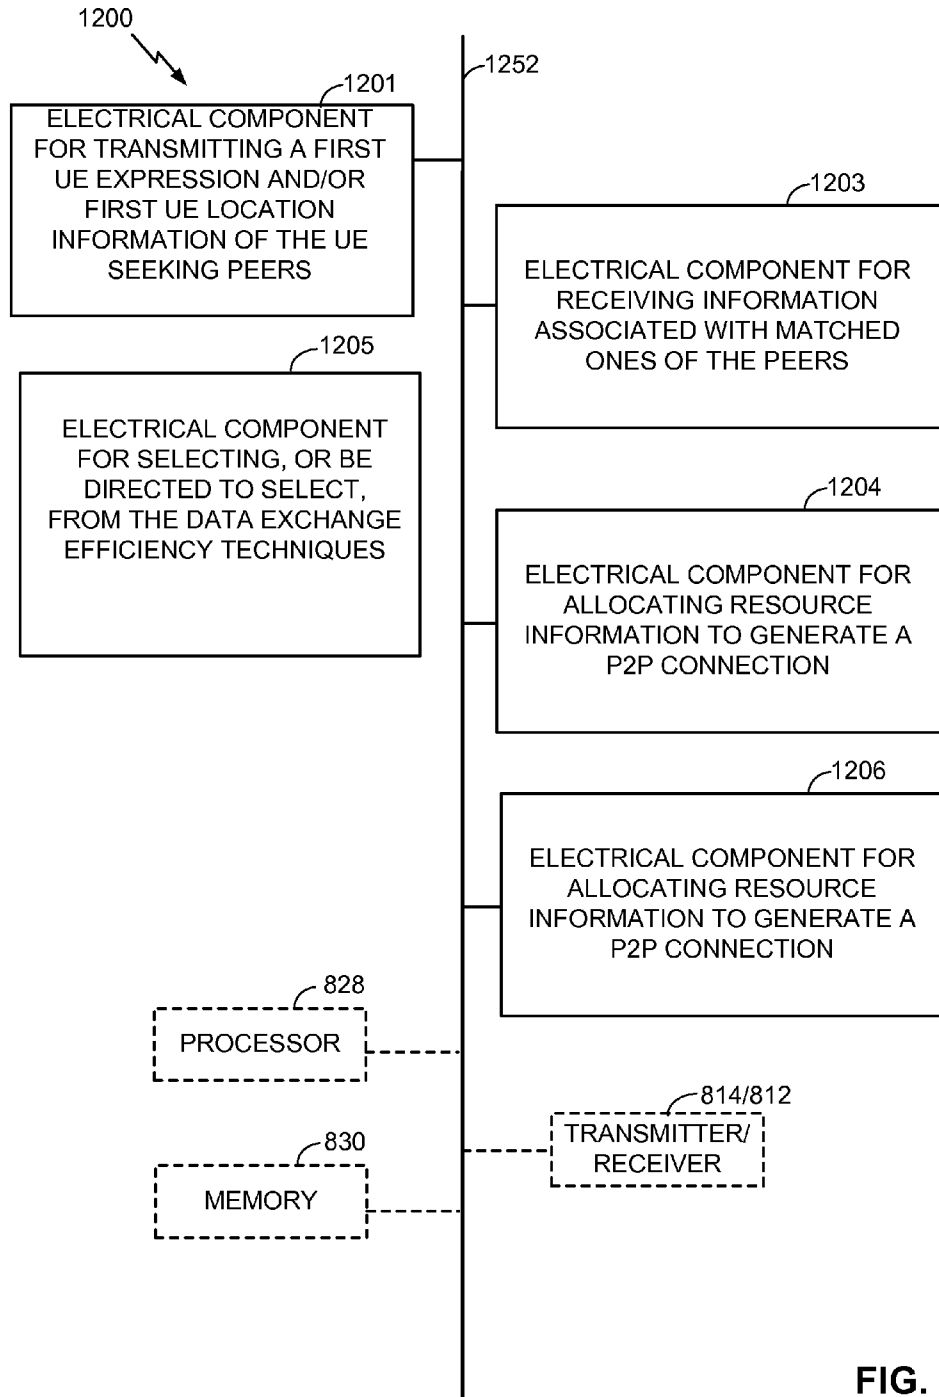 1200
1252
1201
ELECTRICAL COMPONENT
FOR TRANSMITTING A FIRST
UE EXPRESSION AND/OR
FIRST UE LOCATION
INFORMATION OF THE UE
SEEKING PEERS
1203
ELECTRICAL COMPONENT FOR
RECEIVING INFORMATION
ASSOCIATED WITH MATCHED
ONES OF THE PEERS
1205
ELECTRICAL COMPONENT
FOR SELECTING, OR BE
DIRECTED TO SELECT,
FROM THE DATA EXCHANGE
EFFICIENCY TECHNIQUES
1204
ELECTRICAL COMPONENT FOR
ALLOCATING RESOURCE
INFORMATION TO GENERATE A
P2P CONNECTION
1206
ELECTRICAL COMPONENT FOR
ALLOCATING RESOURCE
INFORMATION TO GENERATE A
P2P CONNECTION
828
PROCESSOR
814/812
TRANSMITTER/
RECEIVER
830
MEMORY
FIG.